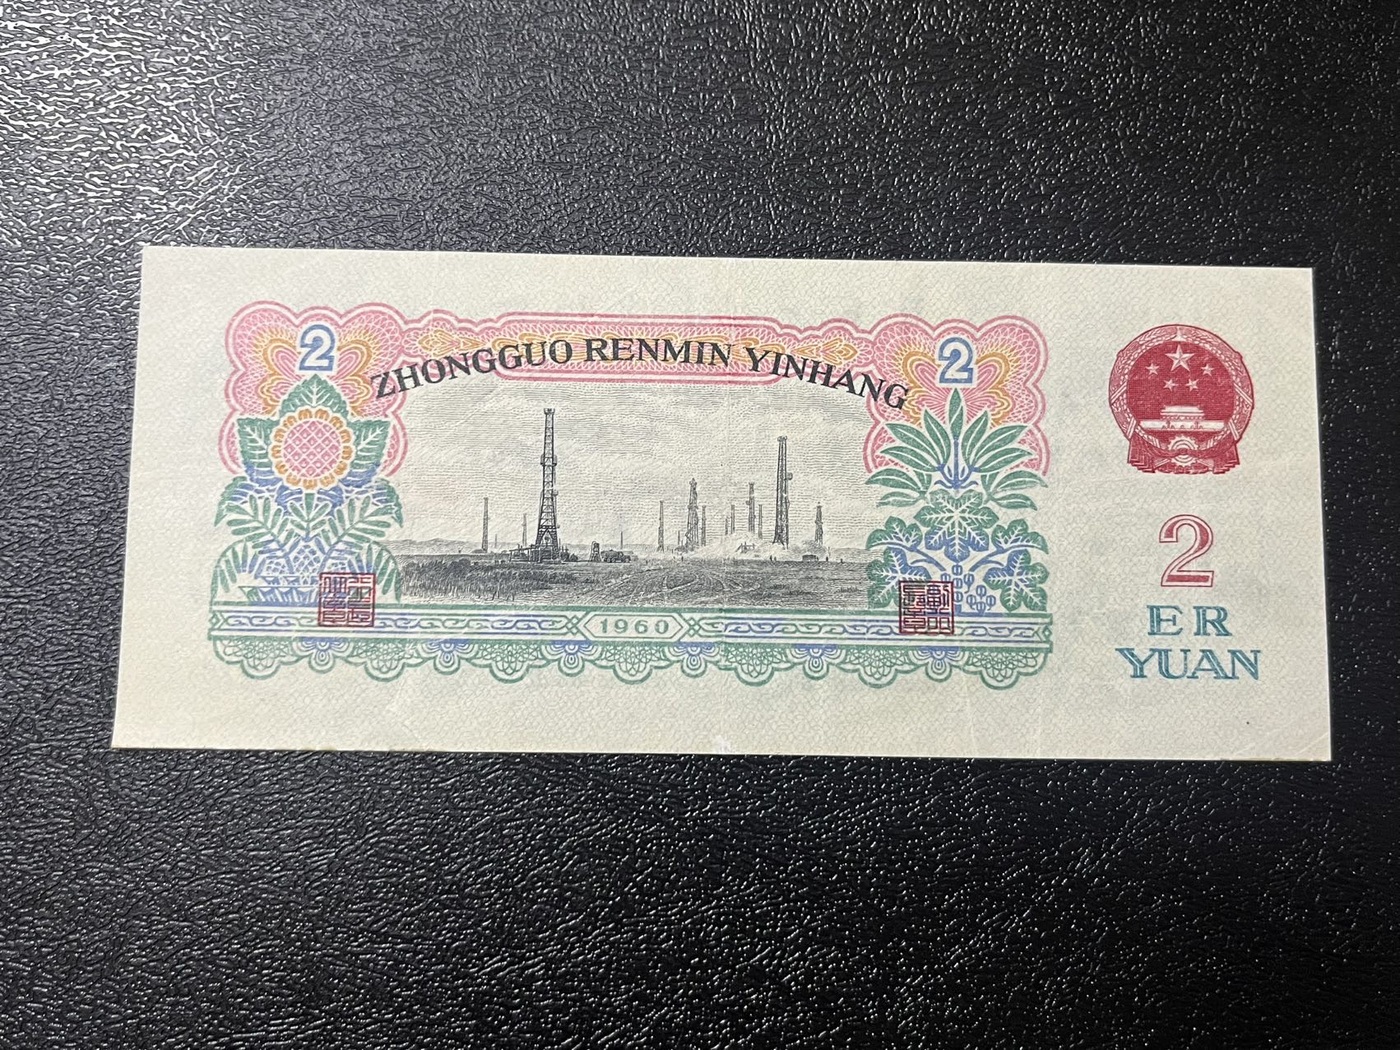 2
2
ZHONGGUO RENMIN YINHANG
1960
2
ER
YUAN